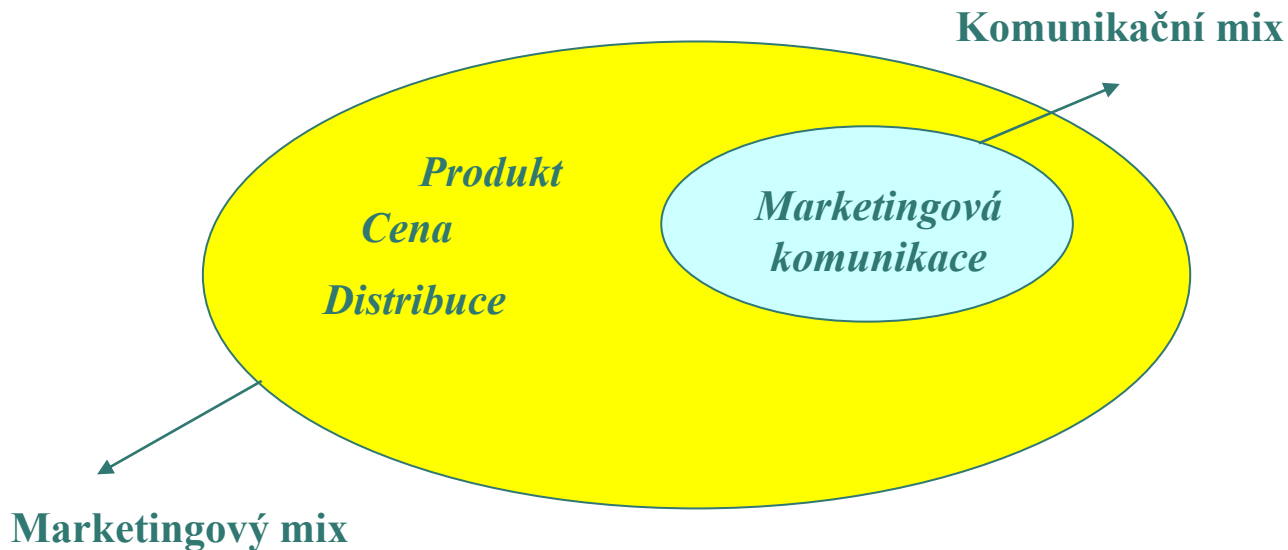 Komunikační mix
Produkt
Cena
Distribuce
Marketingová
komunikace
Marketingový mix